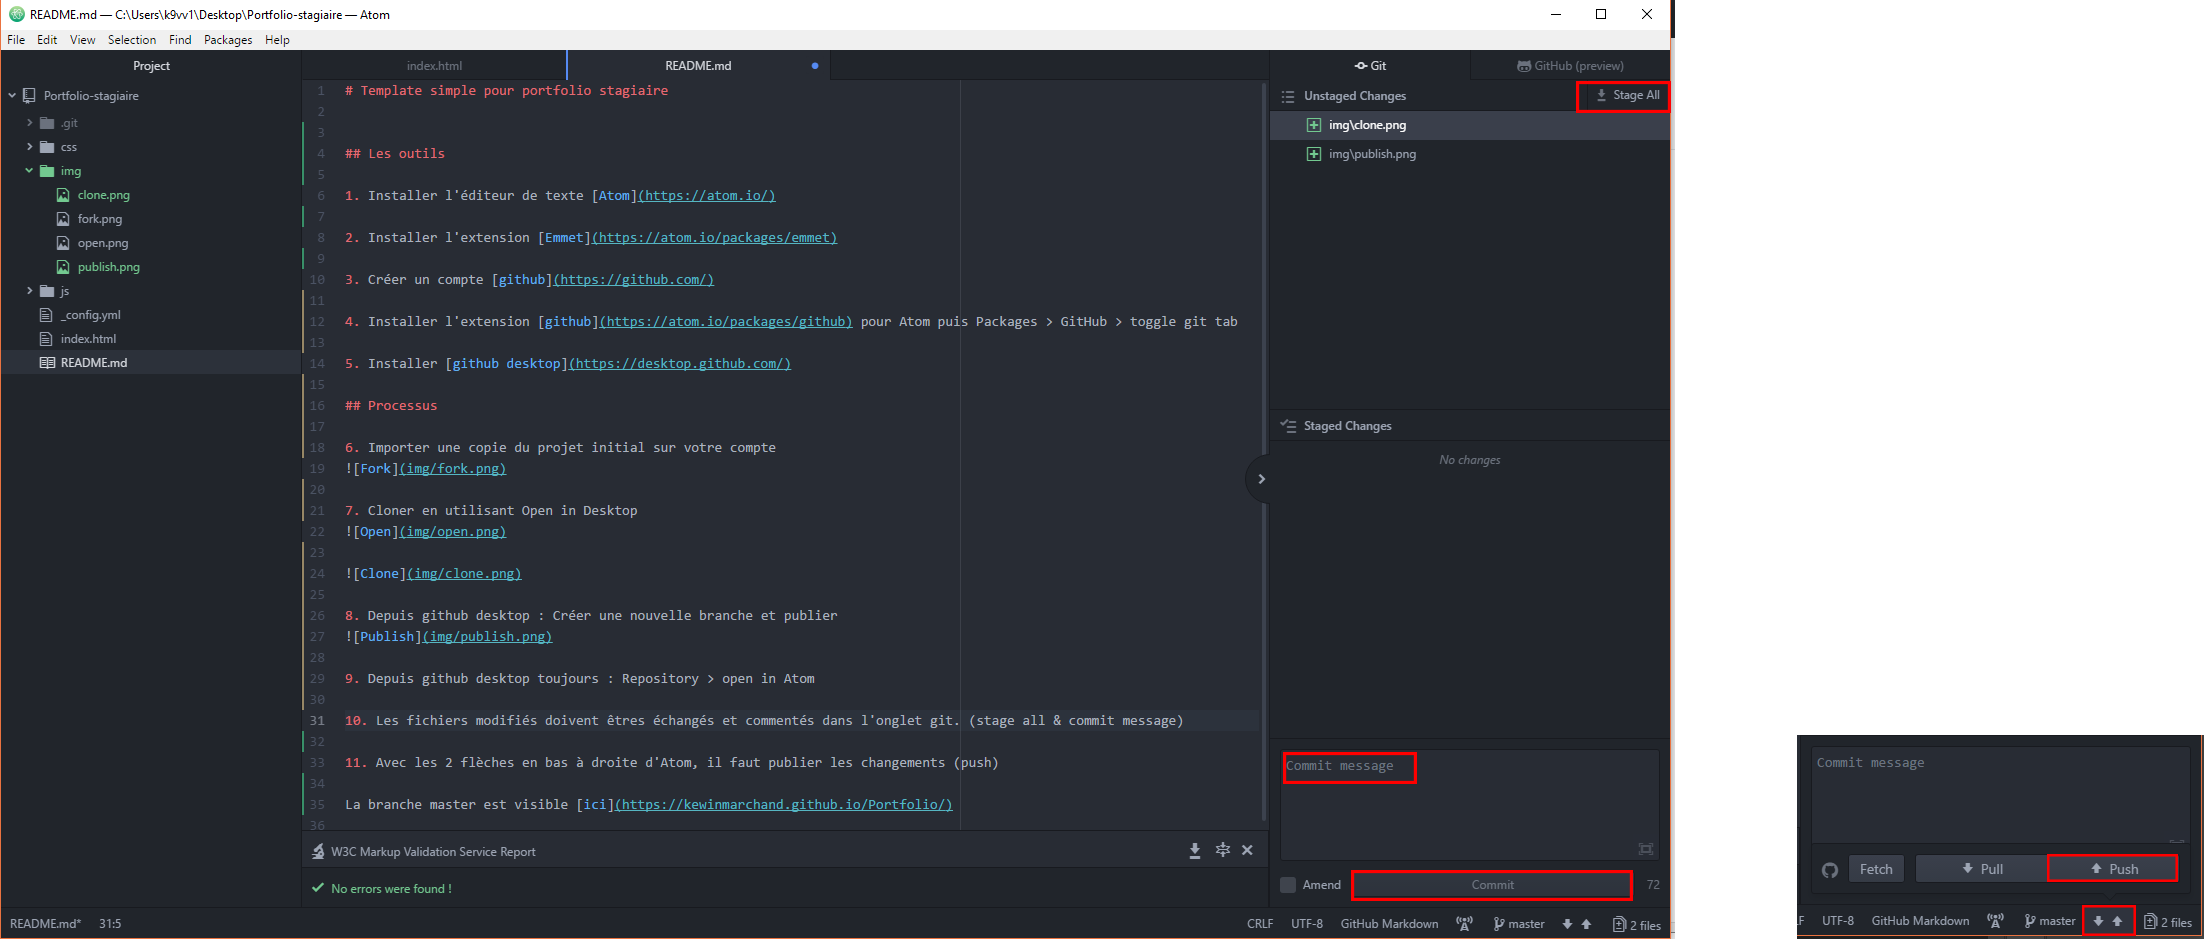 README.md — C:\Users\k9vv1\Desktop\Portfolio-stagiaire — Atom
File Edit View Selection Find Packages Help
Project
Portfolio-stagiaire
.git
css
img
clone.png
fork.png
open.png
publish.png
js
_config.yml
index.html
README.md
index.html README.md
1 # Template simple pour portfolio stagiaire
2
3
4 ## Les outils
5
6 1. Installer l'éditeur de texte [Atom](https://atom.io/)
7
8 2. Installer l'extension [Emmet](https://atom.io/packages/emmet)
9
10 3. Créer un compte [github](https://github.com/)
11
12 4. Installer l'extension [github](https://atom.io/packages/github) pour Atom puis Packages > GitHub > toggle git tab
13
14 5. Installer [github desktop](https://desktop.github.com/)
15
16 ## Processus
17
18 6. Importer une copie du projet initial sur votre compte
19 ![Fork](img/fork.png)
20
21 7. Cloner en utilisant Open in Desktop
22 ![Open](img/open.png)
23
24 ![Clone](img/clone.png)
25
26 8. Depuis github desktop : Créer une nouvelle branche et publier
27 ![Publish](img/publish.png)
28
29 9. Depuis github desktop toujours : Repository > open in Atom
30
31 10. Les fichiers modifiés doivent êtres échangés et commentés dans l'onglet git. (stage all & commit message)
32
33 11. Avec les 2 flèches en bas à droite d'Atom, il faut publier les changements (push)
34
35 La branche master est visible [ici](https://kewinmarchand.github.io/Portfolio/)
36
W3C Markup Validation Service Report
No errors were found !
Git GitHub (preview)
Unstaged Changes Stage All
img\clone.png
img\publish.png
Staged Changes
No changes
Commit message
Amend Commit 72
README.md* 31:5 CRLF UTF-8 GitHub Markdown master 2 files
Commit message
Fetch Pull Push
LF UTF-8 GitHub Markdown master 2 files